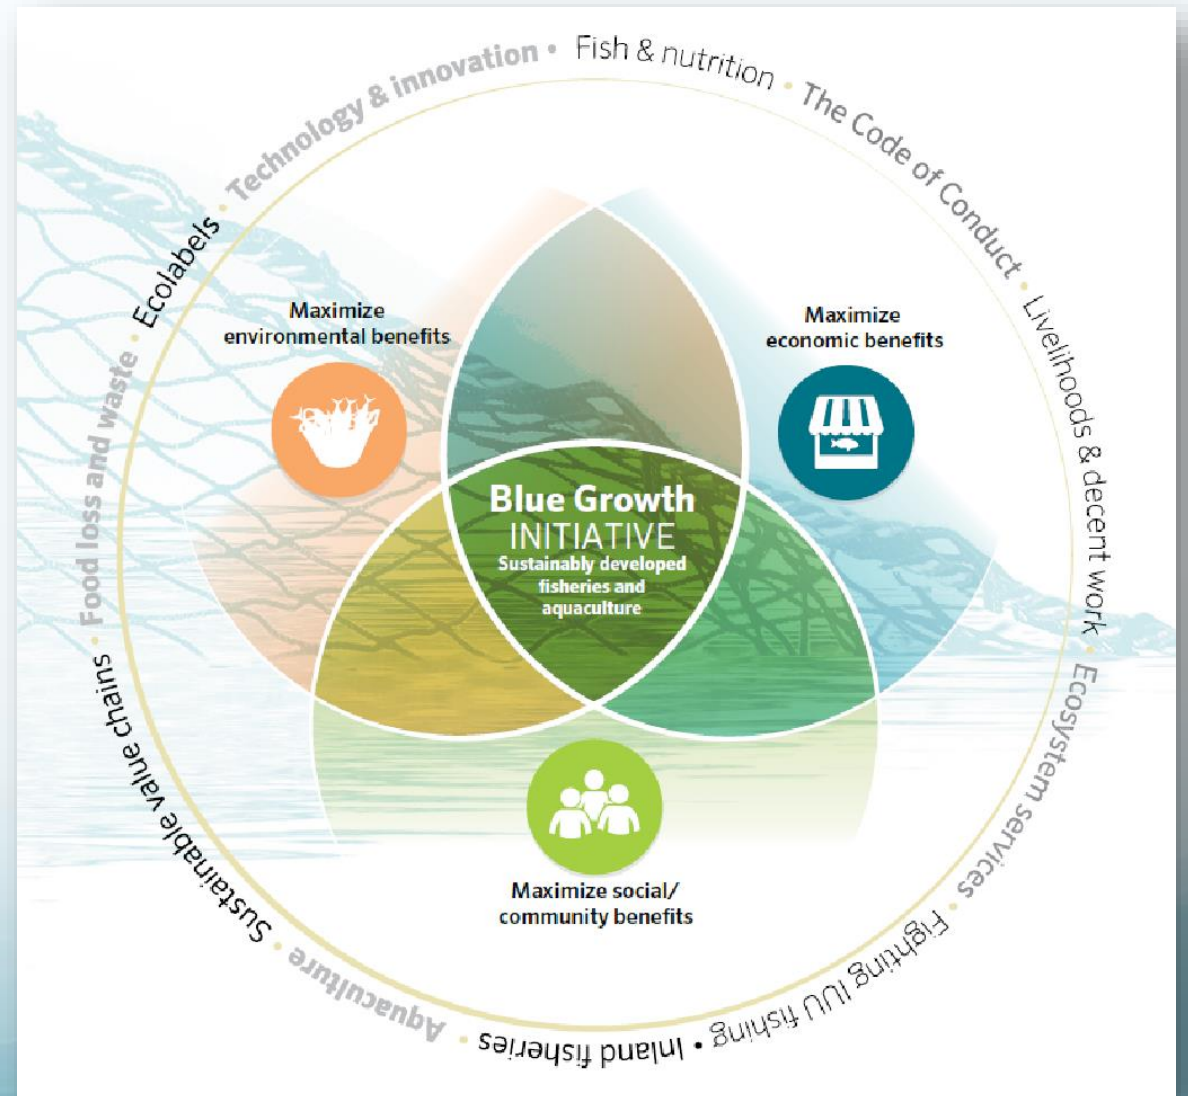 Technology & innovation • Fish & nutrition • The Code of Conduct • Livelihoods & decent work • Ecosystem services • Fighting IUU fishing • Inland fisheries • Aquaculture • Sustainable value chains • Food loss and waste • Ecolabels •
Maximize
environmental benefits
Maximize
economic benefits
Blue Growth
INITIATIVE
Sustainably developed
fisheries and
aquaculture
Maximize social/
community benefits